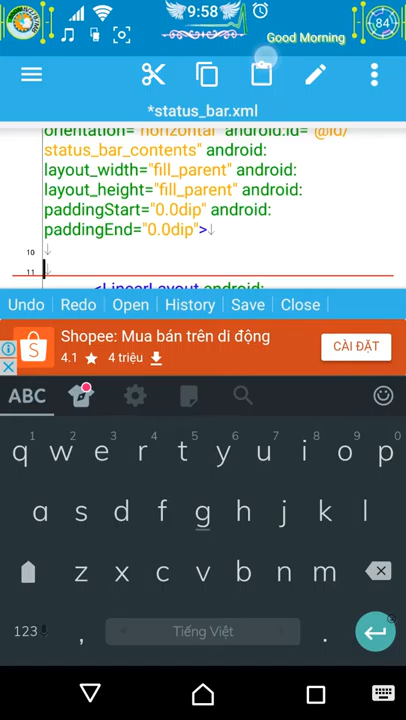 9:58
Good Morning
84
*status_bar.xml
orientation="horizontal" android:id="@id/
status_bar_contents" android:
layout_width="fill_parent" android:
layout_height="fill_parent" android:
paddingStart="0.0dip" android:
paddingEnd="0.0dip">↓
10 ↓
11 ↓
<LinearLayout android:
Undo Redo Open History Save Close
Shopee: Mua bán trên di động
4.1 ★ 4 triệu
CÀI ĐẶT
ABC
1 2 3 4 5 6 7 8 9 0
q w e r t y u i o p
a s d f g h j k l
z x c v b n m
123 , Tiếng Việt .